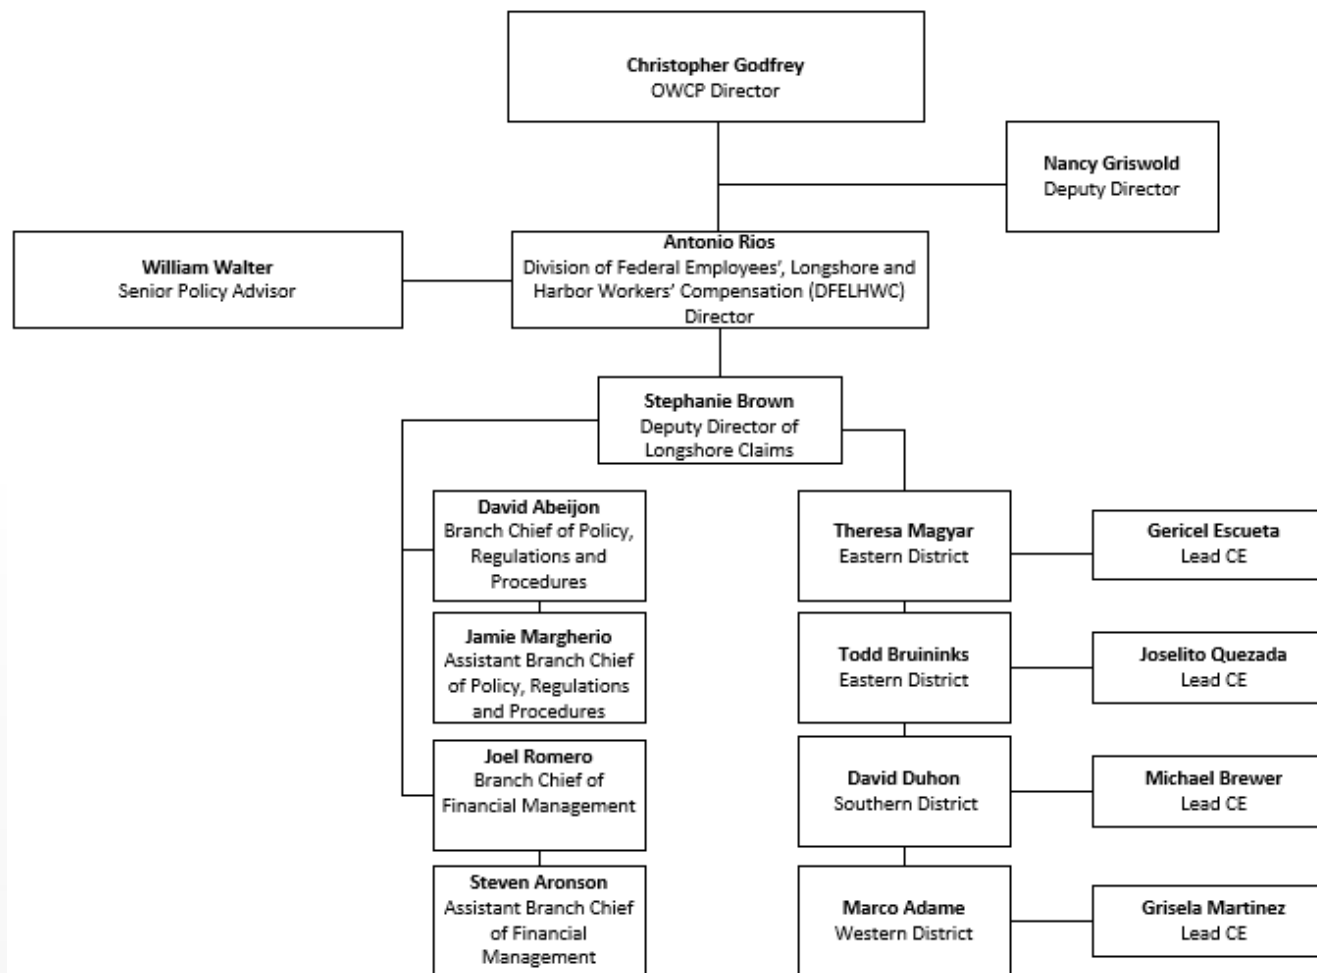 Christopher Godfrey
OWCP Director
Nancy Griswold
Deputy Director
William Walter
Senior Policy Advisor
Antonio Rios
Division of Federal Employees’, Longshore and
Harbor Workers’ Compensation (DFELHWC)
Director
Stephanie Brown
Deputy Director of
Longshore Claims
David Abeijon
Branch Chief of Policy,
Regulations and
Procedures
Jamie Margherio
Assistant Branch Chief
of Policy, Regulations
and Procedures
Joel Romero
Branch Chief of
Financial Management
Steven Aronson
Assistant Branch Chief
of Financial
Management
Theresa Magyar
Eastern District
Gericel Escueta
Lead CE
Todd Bruininks
Eastern District
Joselito Quezada
Lead CE
David Duhon
Southern District
Michael Brewer
Lead CE
Marco Adame
Western District
Grisela Martinez
Lead CE